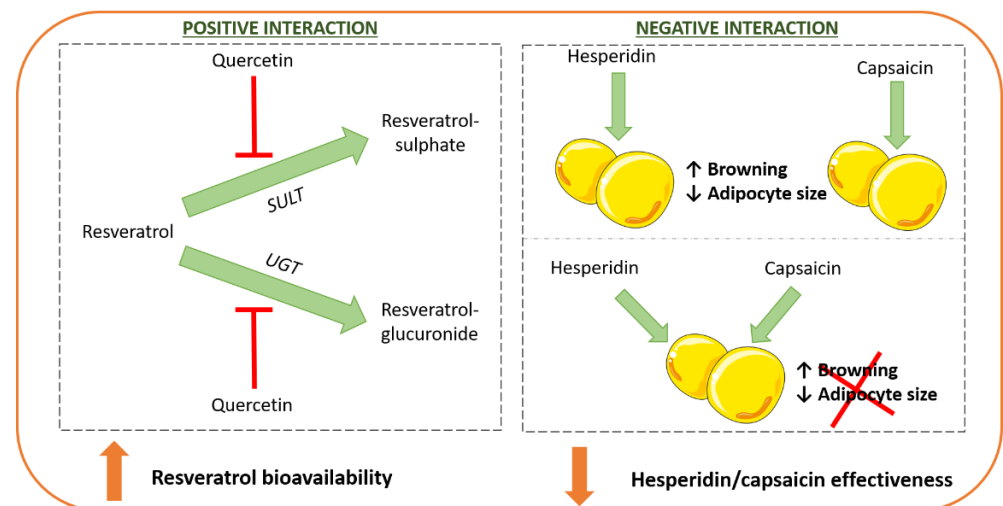 POSITIVE INTERACTION
Quercetin
Resveratrol-
sulphate
SULT
Resveratrol
UGT
Resveratrol-
glucuronide
Quercetin
↑ Resveratrol bioavailability
NEGATIVE INTERACTION
Hesperidin
Capsaicin
↑ Browning
↓ Adipocyte size
Hesperidin
Capsaicin
↑ Browning
↓ Adipocyte size
↓ Hesperidin/capsaicin effectiveness